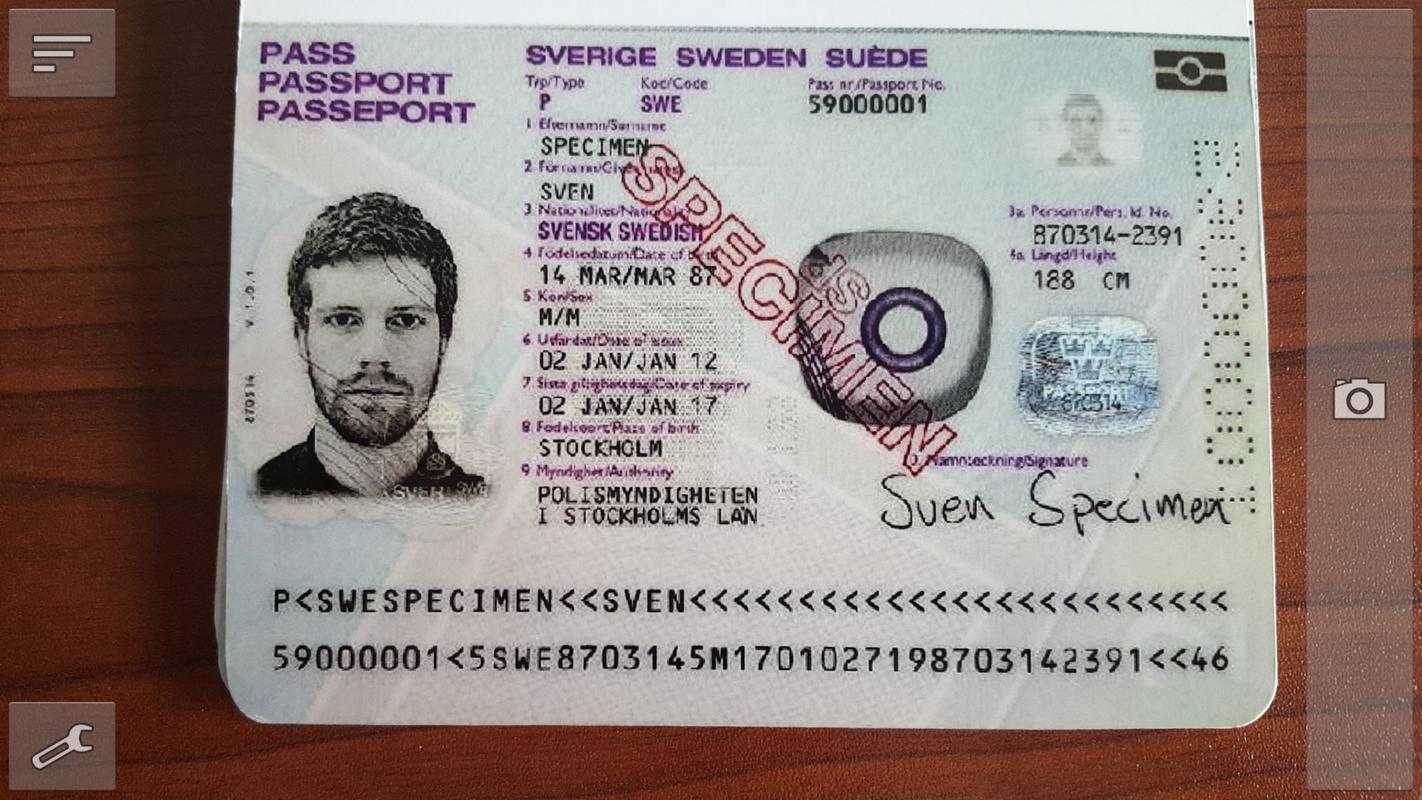 PASS
PASSPORT
PASSEPORT
SVERIGE SWEDEN SUÈDE
Typ/Type
P
Kod/Code
SWE
Pass nr/Passport No.
59000001
1 Efternamn/Surname
SPECIMEN
2 Förnamn/Given names
SVEN
3 Nationalitet/Nationality
SVENSK SWEDISH
4 Födelsedatum/Date of birth
14 MAR/MAR 87
5 Kön/Sex
M/M
6 Utfärdat/Date of issue
02 JAN/JAN 12
7 Sista giltighetsdag/Date of expiry
02 JAN/JAN 17
8 Födelseort/Place of birth
STOCKHOLM
9 Myndighet/Authority
POLISMYNDIGHETEN
I STOCKHOLMS LÄN
3a Personnr/Pers. Id. No.
870314-2391
4a Längd/Height
188 CM
SPECIMEN
870314
Namnteckning/Signature
Sven Specimen
870314 V.1.0.1
P<SWESPECIMEN<<SVEN<<<<<<<<<<<<<<<<<<<<<<<<<
59000001<5SWE8703145M1701027198703142391<<46